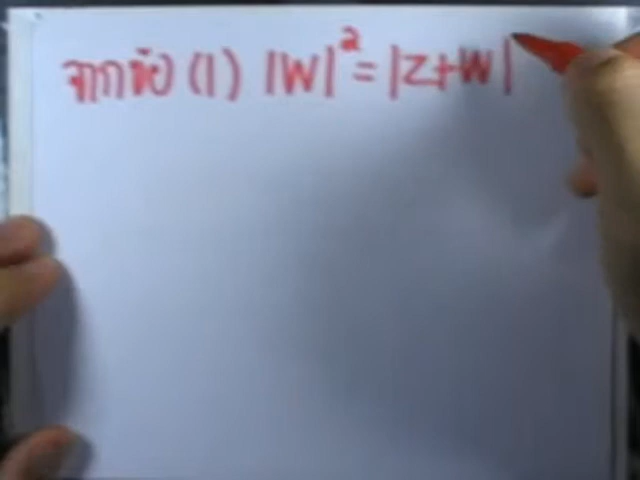 จากข้อ (1) |W|² = |Z+W|